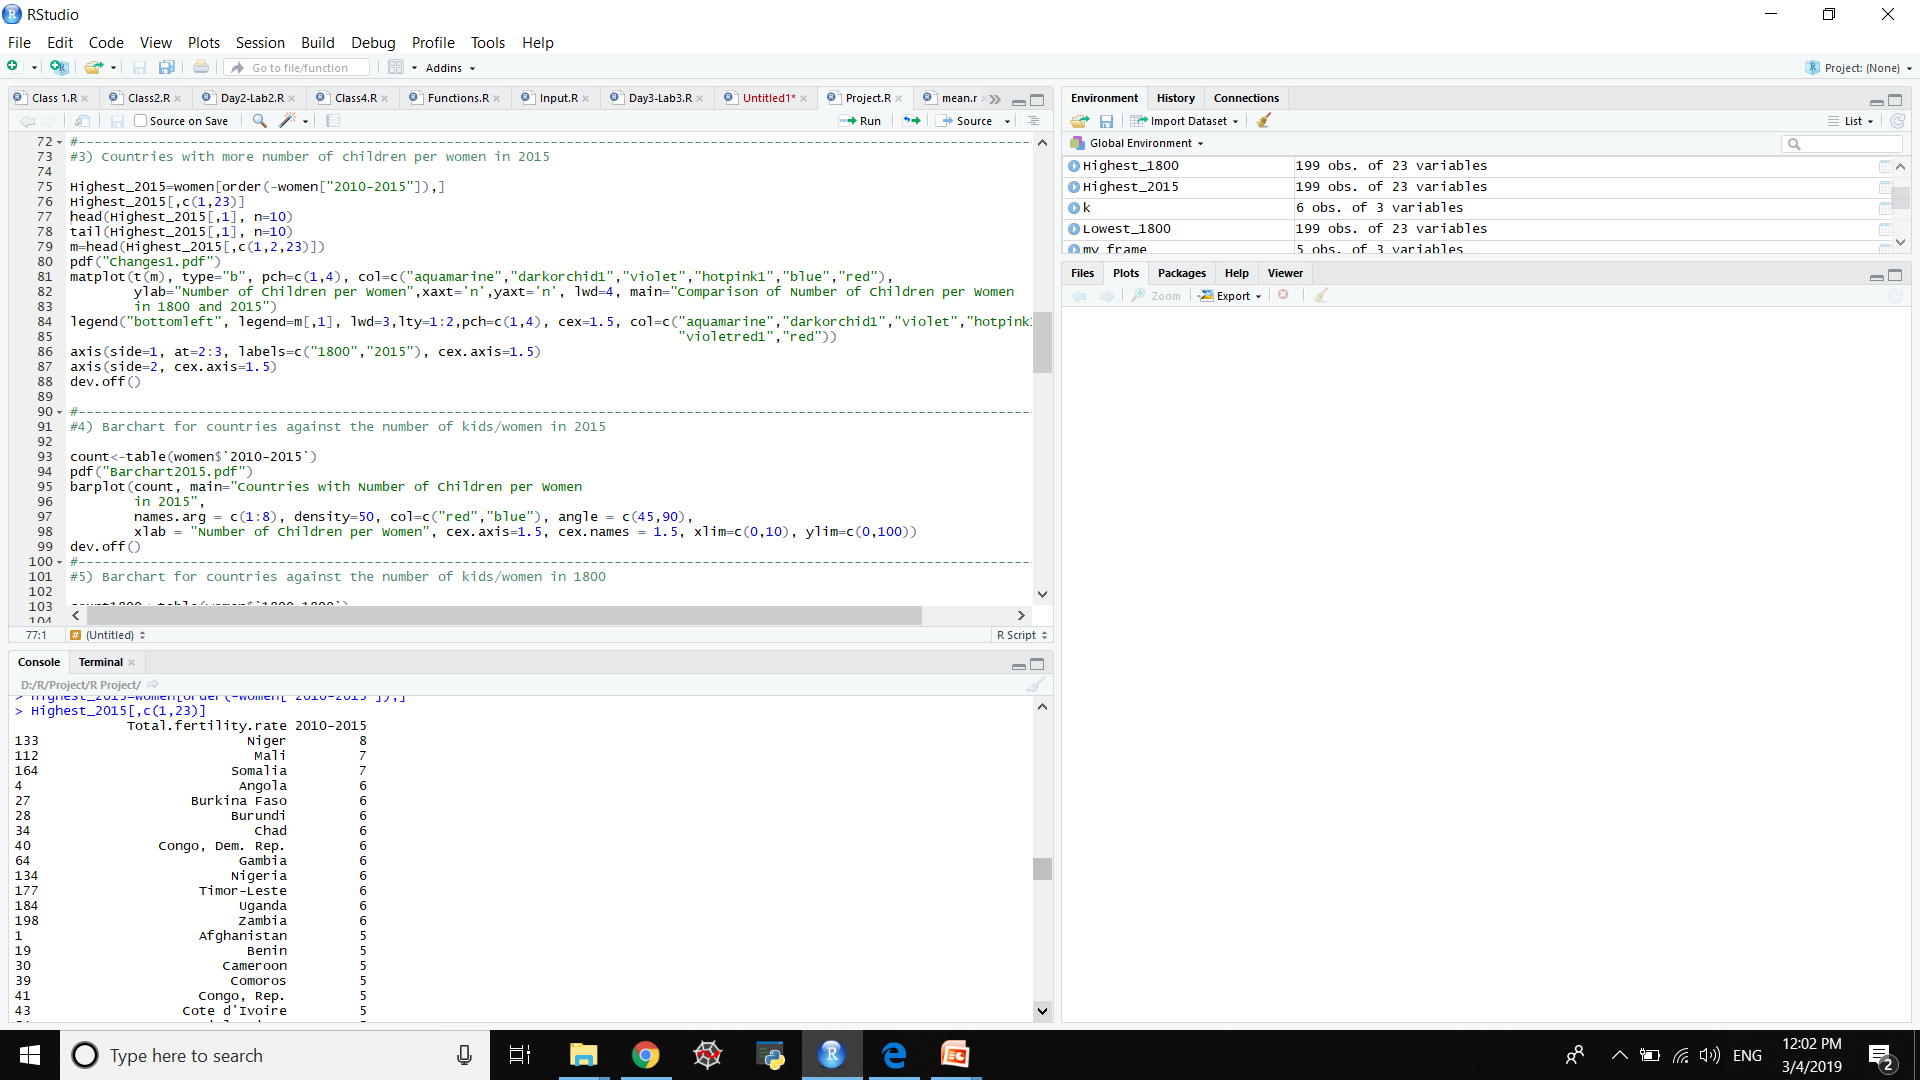 RStudio
File Edit Code View Plots Session Build Debug Profile Tools Help
Go to file/function Addins Project: (None)
Class 1.R Class2.R Day2-Lab2.R Class4.R Functions.R Input.R Day3-Lab3.R Untitled1* Project.R mean.r
Source on Save Run Source
72 #------------------------------------------------------------------------
73 #3) Countries with more number of children per women in 2015
74
75 Highest_2015=women[order(-women["2010-2015"]),]
76 Highest_2015[,c(1,23)]
77 head(Highest_2015[,1], n=10)
78 tail(Highest_2015[,1], n=10)
79 m=head(Highest_2015[,c(1,2,23)])
80 pdf("Changes1.pdf")
81 matplot(t(m), type="b", pch=c(1,4), col=c("aquamarine","darkorchid1","violet","hotpink1","blue","red"),
82 ylab="Number of Children per Women",xaxt='n',yaxt='n', lwd=4, main="Comparison of Number of Children per Women
83 in 1800 and 2015")
84 legend("bottomleft", legend=m[,1], lwd=3,lty=1:2,pch=c(1,4), cex=1.5, col=c("aquamarine","darkorchid1","violet","hotpink1
85 "violetred1","red"))
86 axis(side=1, at=2:3, labels=c("1800","2015"), cex.axis=1.5)
87 axis(side=2, cex.axis=1.5)
88 dev.off()
89
90 #------------------------------------------------------------------------
91 #4) Barchart for countries against the number of kids/women in 2015
92
93 count<-table(women$`2010-2015`)
94 pdf("Barchart2015.pdf")
95 barplot(count, main="Countries with Number of Children per Women
96 in 2015",
97 names.arg = c(1:8), density=50, col=c("red","blue"), angle = c(45,90),
98 xlab = "Number of Children per Women", cex.axis=1.5, cex.names = 1.5, xlim=c(0,10), ylim=c(0,100))
99 dev.off()
100 #------------------------------------------------------------------------
101 #5) Barchart for countries against the number of kids/women in 1800
102
103 count1800<-table(women$`1800-1800`)
104
77:1 (Untitled) R Script
Console Terminal
D:/R/Project/R Project/
> Highest_2015=women[order(-women["2010-2015"]),]
> Highest_2015[,c(1,23)]
Total.fertility.rate 2010-2015
133 Niger 8
112 Mali 7
164 Somalia 7
4 Angola 6
27 Burkina Faso 6
28 Burundi 6
34 Chad 6
40 Congo, Dem. Rep. 6
64 Gambia 6
134 Nigeria 6
177 Timor-Leste 6
184 Uganda 6
198 Zambia 6
1 Afghanistan 5
19 Benin 5
30 Cameroon 5
39 Comoros 5
41 Congo, Rep. 5
43 Cote d'Ivoire 5
Environment History Connections
Import Dataset List
Global Environment
Highest_1800 199 obs. of 23 variables
Highest_2015 199 obs. of 23 variables
k 6 obs. of 3 variables
Lowest_1800 199 obs. of 23 variables
my_frame 5 obs. of 3 variables
Files Plots Packages Help Viewer
Zoom Export
Type here to search
ENG
12:02 PM
3/4/2019
2